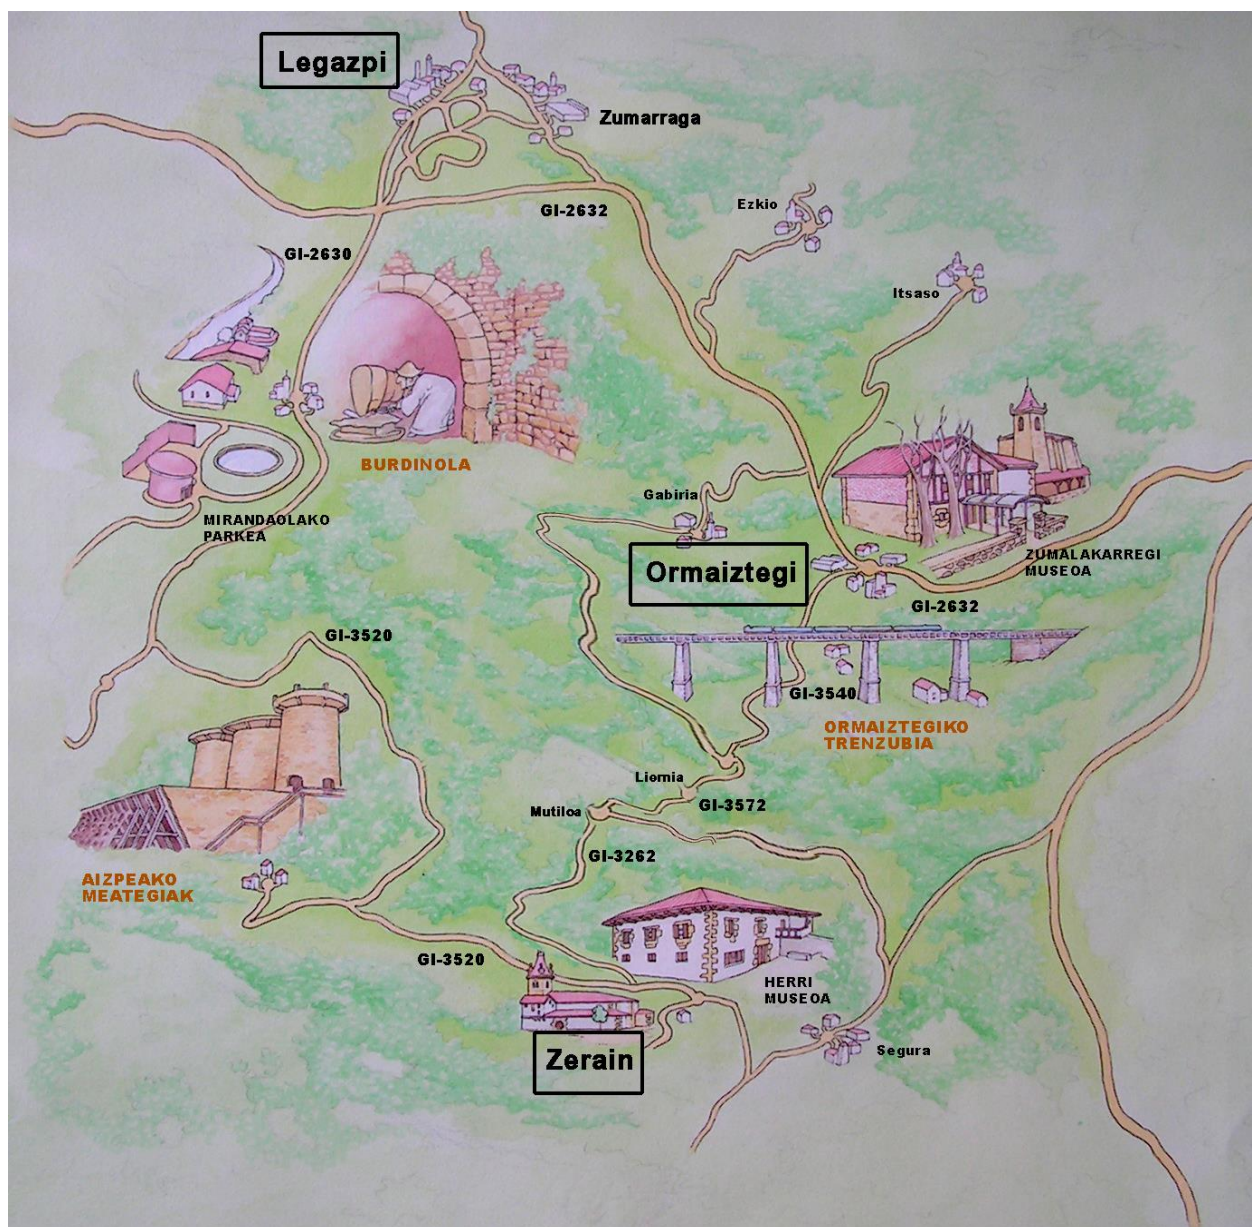 Legazpi
Zumarraga
Ezkio
GI-2632
GI-2630
Itsaso
BURDINOLA
Gabiria
MIRANDAOLAKO
PARKEA
ZUMALAKARREGI
MUSEOA
Ormaiztegi
GI-2632
GI-3520
GI-3540
ORMAIZTEGIKO
TRENZUBIA
Liernia
GI-3572
Mutiloa
GI-3262
AIZPEAKO
MEATEGIAK
GI-3520
HERRI
MUSEOA
Zerain
Segura